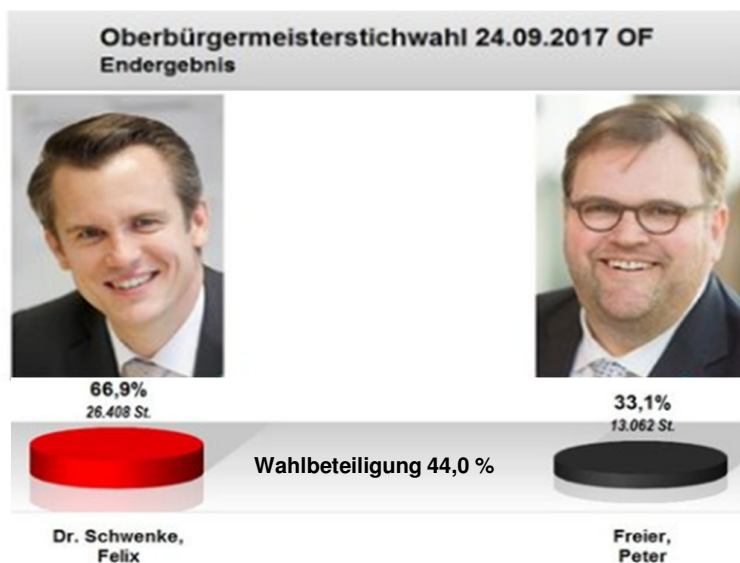 Oberbürgermeisterstichwahl 24.09.2017 OF
Endergebnis
66,9%
26.408 St.
33,1%
13.062 St.
Wahlbeteiligung 44,0 %
Dr. Schwenke,
Felix
Freier,
Peter